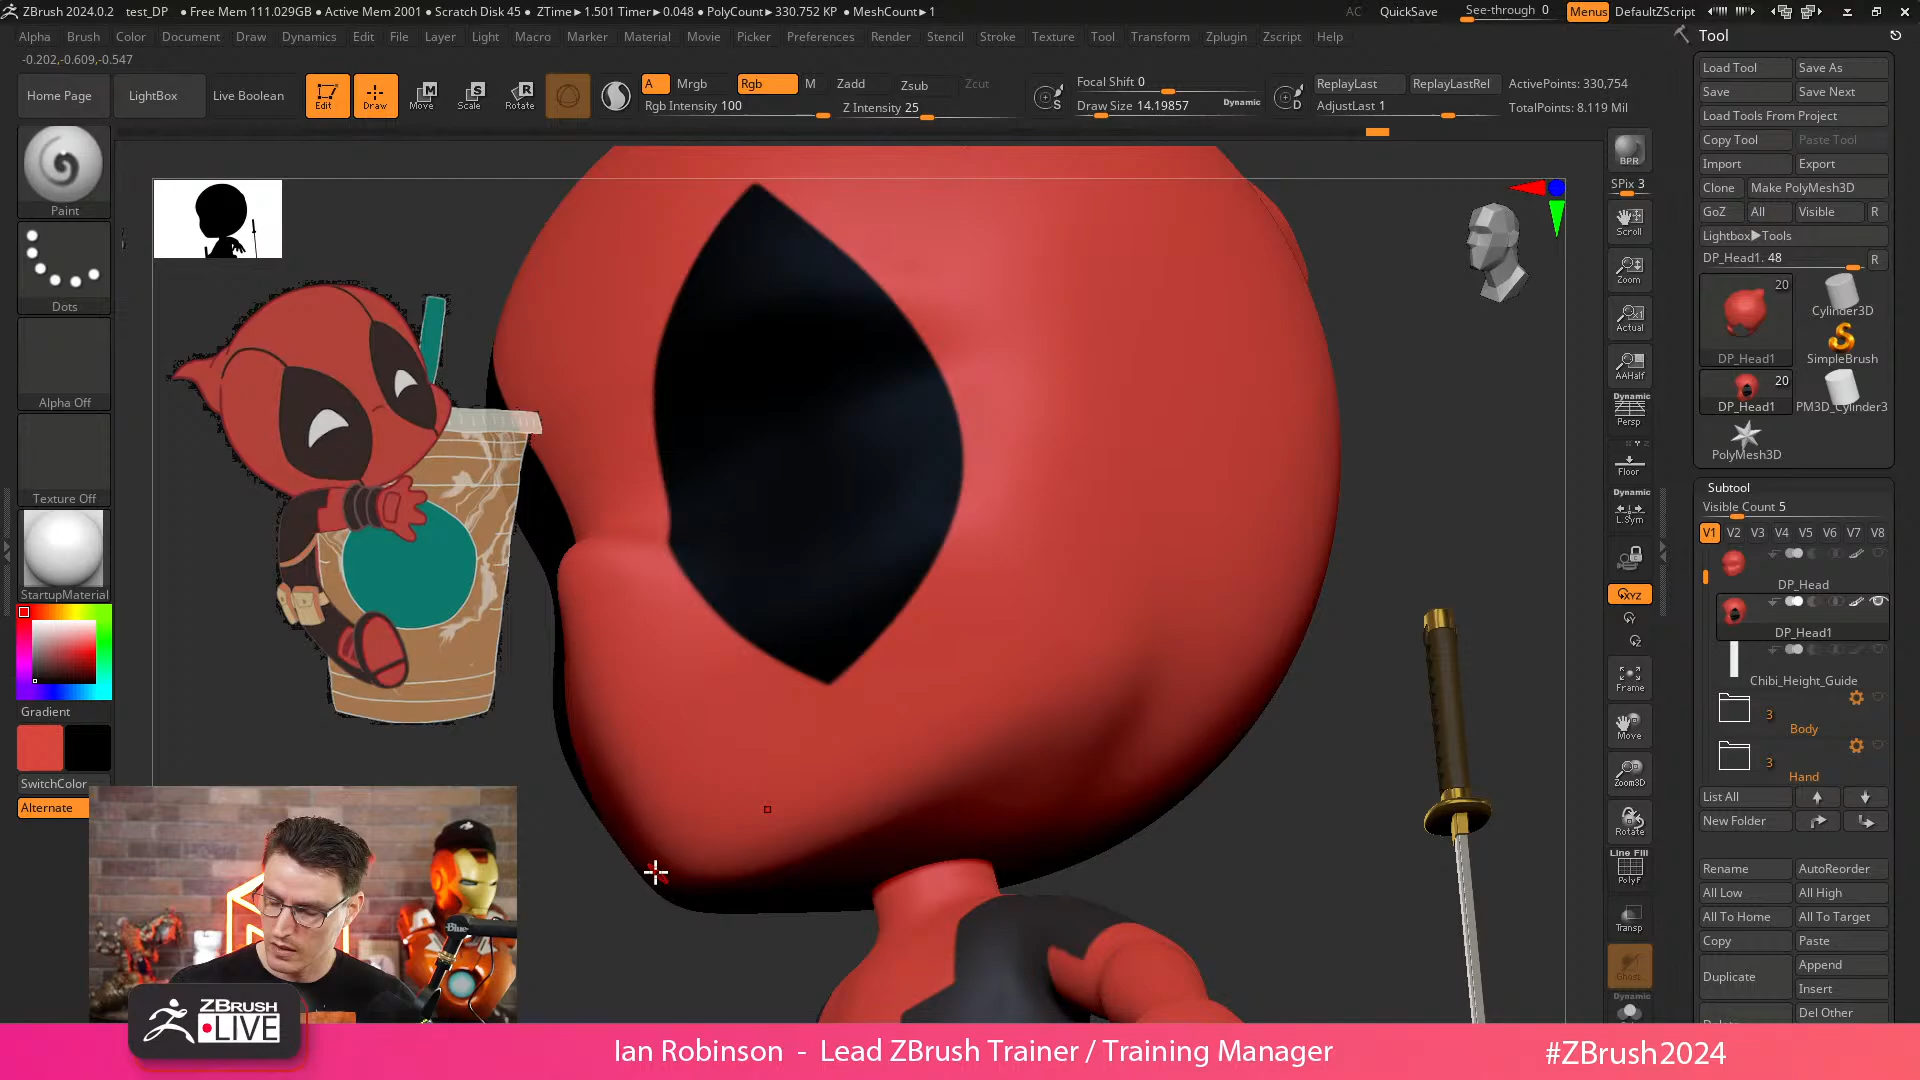 ZBrush 2024.0.2 test_DP ● Free Mem 111.029GB ● Active Mem 2001 ● Scratch Disk 45 ● ZTime►1.501 Timer►0.048 ● PolyCount►330.752 KP ● MeshCount►1
AC QuickSave See-through 0 Menus DefaultZScript
Alpha Brush Color Document Draw Dynamics Edit File Layer Light Macro Marker Material Movie Picker Preferences Render Stencil Stroke Texture Tool Transform Zplugin Zscript Help
-0.202,-0.609,-0.547
Home Page LightBox Live Boolean
Edit Draw Move Scale Rotate
A Mrgb Rgb M Zadd Zsub Zcut
Rgb Intensity 100 Z Intensity 25
Focal Shift 0
Draw Size 14.19857 Dynamic
ReplayLast ReplayLastRel
AdjustLast 1
ActivePoints: 330,754
TotalPoints: 8.119 Mil
Paint
Dots
Alpha Off
Texture Off
StartupMaterial
Gradient
SwitchColor
Alternate
BPR
SPix 3
Scroll
Zoom
Actual
AAHalf
Dynamic
Persp
Floor
Dynamic
L.Sym
XYZ
Frame
Move
Zoom3D
Rotate
Line Fill
PolyF
Transp
Ghost
Dynamic
Tool
Load Tool Save As
Save Save Next
Load Tools From Project
Copy Tool Paste Tool
Import Export
Clone Make PolyMesh3D
GoZ All Visible R
Lightbox►Tools
DP_Head1. 48 R
20
Cylinder3D
DP_Head1 SimpleBrush
20
DP_Head1 PM3D_Cylinder3
PolyMesh3D
Subtool
Visible Count 5
V1 V2 V3 V4 V5 V6 V7 V8
DP_Head
DP_Head1
Chibi_Height_Guide
3
Body
3
Hand
List All
New Folder
Rename AutoReorder
All Low All High
All To Home All To Target
Copy Paste
Duplicate Append
Insert
Del Other
Blue
ZBRUSH
LIVE
Ian Robinson - Lead ZBrush Trainer / Training Manager
#ZBrush2024